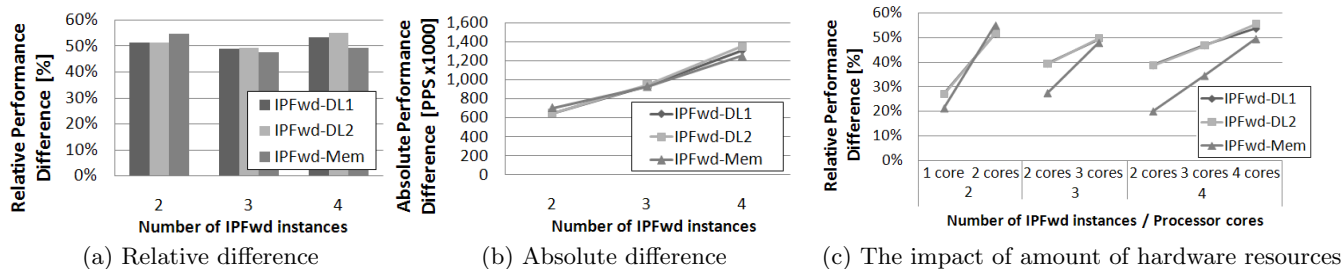 Relative Performance
Difference [%]
60%
50%
40%
30%
20%
10%
0%
IPFwd-DL1
IPFwd-DL2
IPFwd-Mem
2 3 4
Number of IPFwd instances
(a) Relative difference
Absolute Performance
Difference [PPS x1000]
1,600
1,400
1,200
1,000
800
600
400
200
0
IPFwd-DL1
IPFwd-DL2
IPFwd-Mem
2 3 4
Number of IPFwd instances
(b) Absolute difference
Relative Performance
Difference [%]
60%
50%
40%
30%
20%
10%
0%
IPFwd-DL1
IPFwd-DL2
IPFwd-Mem
1 core 2 cores 2 cores 3 cores 2 cores 3 cores 4 cores
2 3 4
Number of IPFwd instances / Processor cores
(c) The impact of amount of hardware resources